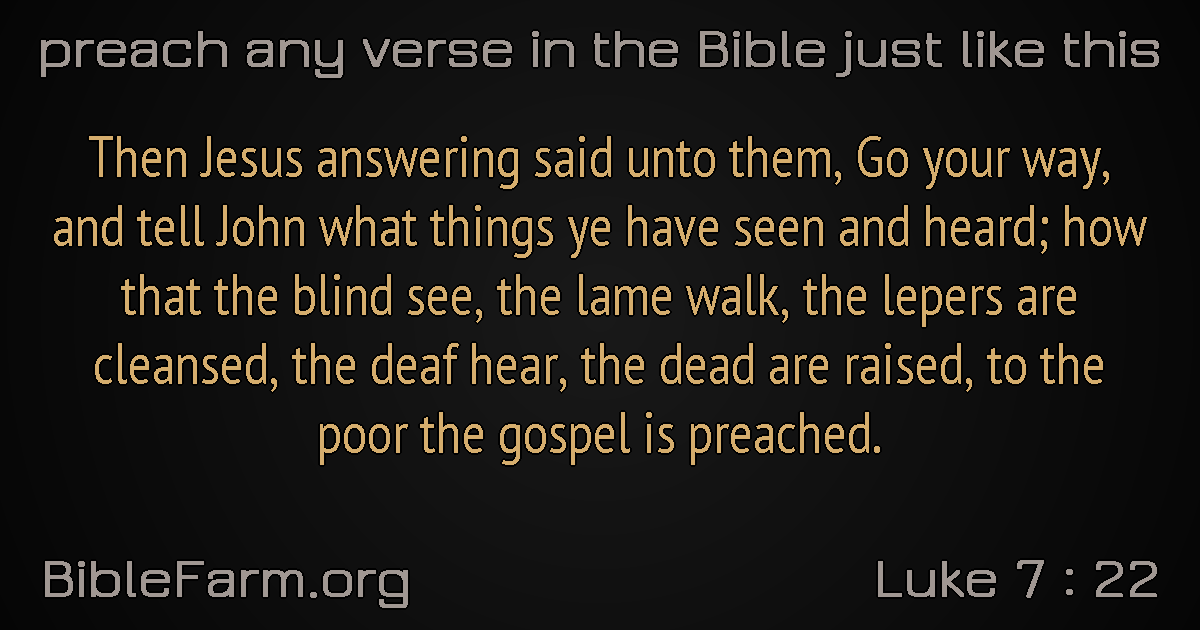 preach any verse in the Bible just like this
Then Jesus answering said unto them, Go your way,
and tell John what things ye have seen and heard; how
that the blind see, the lame walk, the lepers are
cleansed, the deaf hear, the dead are raised, to the
poor the gospel is preached.
BibleFarm.org
Luke 7 : 22